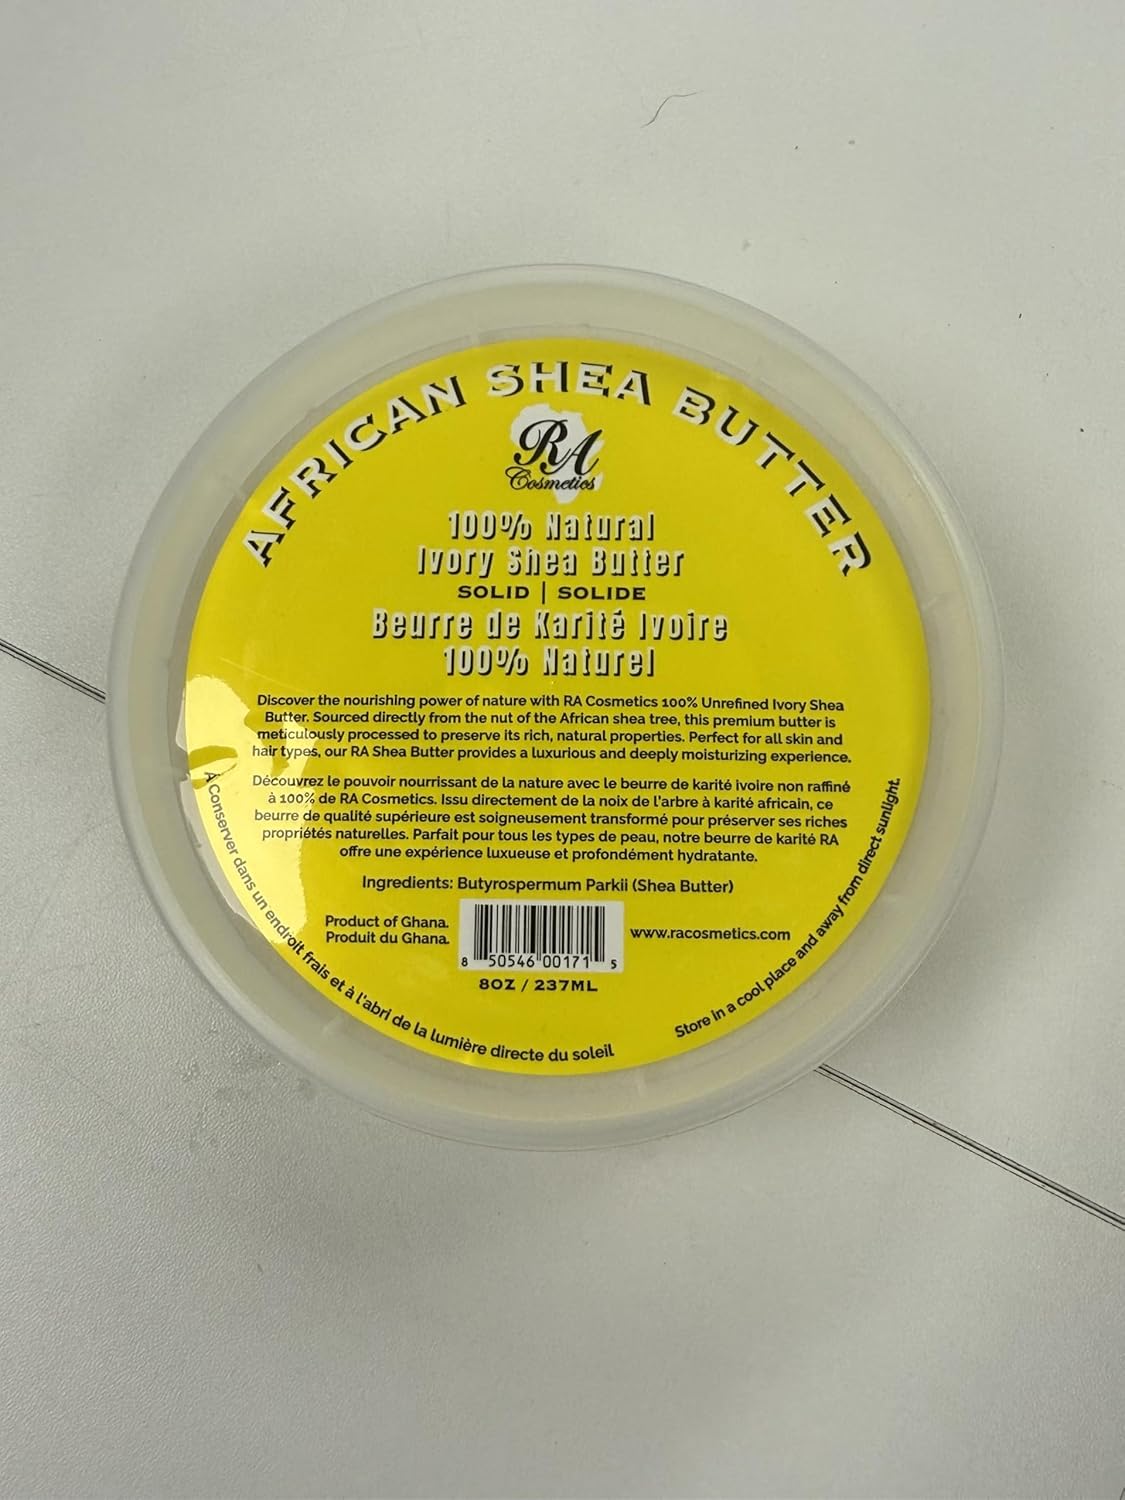 AFRICAN SHEA BUTTER
RA
Cosmetics
100% Natural
Ivory Shea Butter
SOLID | SOLIDE
Beurre de Karité Ivoire
100% Naturel
Discover the nourishing power of nature with RA Cosmetics 100% Unrefined Ivory Shea
Butter. Sourced directly from the nut of the African shea tree, this premium butter is
meticulously processed to preserve its rich, natural properties. Perfect for all skin and
hair types, our RA Shea Butter provides a luxurious and deeply moisturizing experience.
Découvrez le pouvoir nourrissant de la nature avec le beurre de karité ivoire non raffiné
à 100% de RA Cosmetics. Issu directement de la noix de l'arbre à karité africain, ce
beurre de qualité supérieure est soigneusement transformé pour préserver ses riches
propriétés naturelles. Parfait pour tous les types de peau, notre beurre de karité RA
offre une expérience luxueuse et profondément hydratante.
Ingredients: Butyrospermum Parkii (Shea Butter)
Product of Ghana.
Produit du Ghana.
8 50546 00171 5
www.racosmetics.com
8OZ / 237ML
À Conserver dans un endroit frais et à l'abri de la lumière directe du soleil
Store in a cool place and away from direct sunlight.